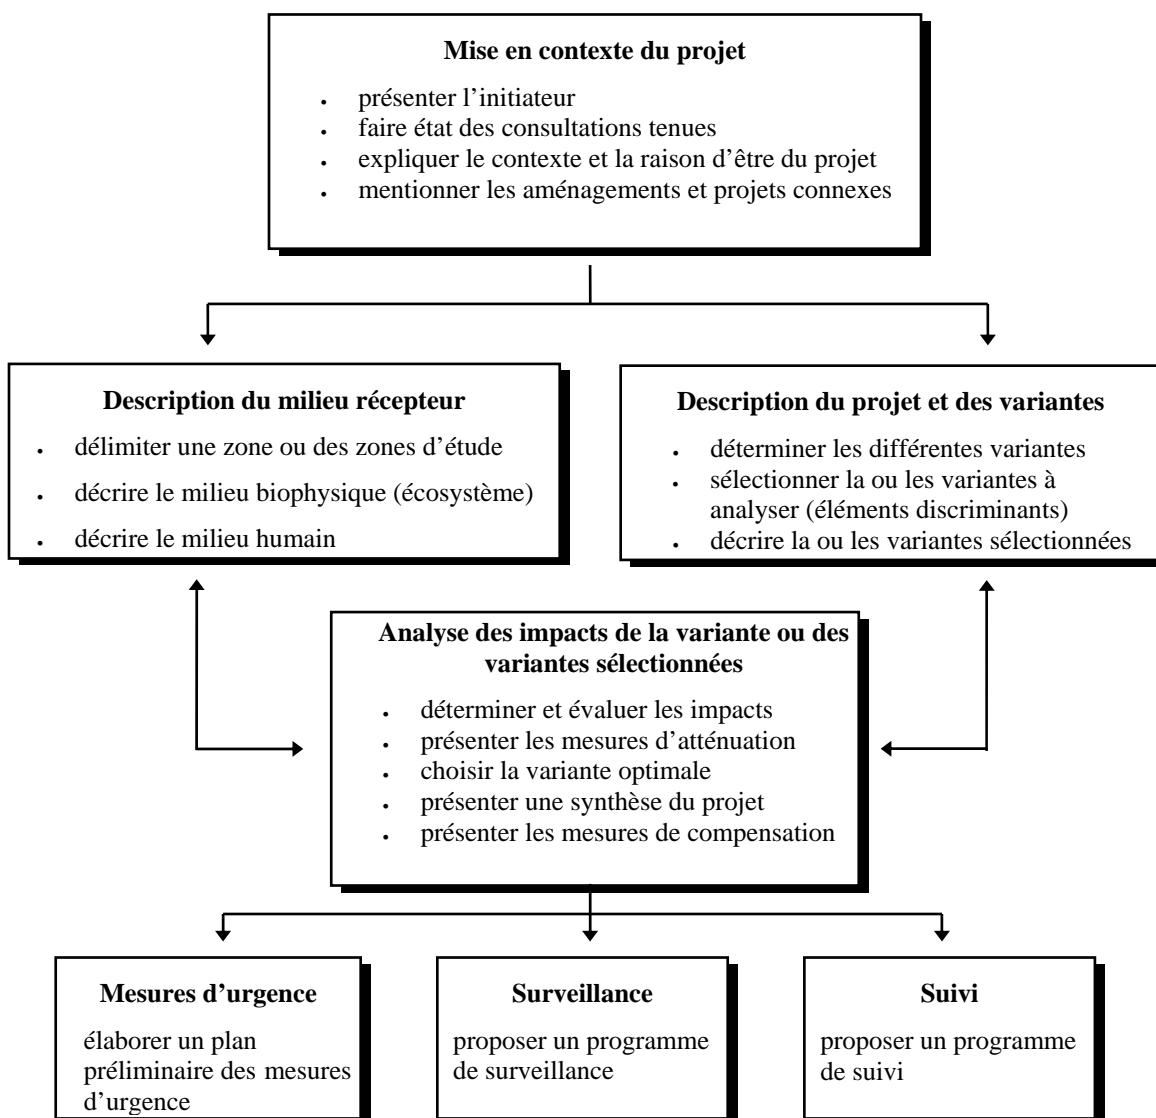 Mise en contexte du projet
• présenter l’initiateur
• faire état des consultations tenues
• expliquer le contexte et la raison d’être du projet
• mentionner les aménagements et projets connexes
Description du milieu récepteur
• délimiter une zone ou des zones d’étude
• décrire le milieu biophysique (écosystème)
• décrire le milieu humain
Description du projet et des variantes
• déterminer les différentes variantes
• sélectionner la ou les variantes à
analyser (éléments discriminants)
• décrire la ou les variantes sélectionnées
Analyse des impacts de la variante ou des
variantes sélectionnées
• déterminer et évaluer les impacts
• présenter les mesures d’atténuation
• choisir la variante optimale
• présenter une synthèse du projet
• présenter les mesures de compensation
Mesures d’urgence
élaborer un plan
préliminaire des mesures
d’urgence
Surveillance
proposer un programme
de surveillance
Suivi
proposer un programme
de suivi